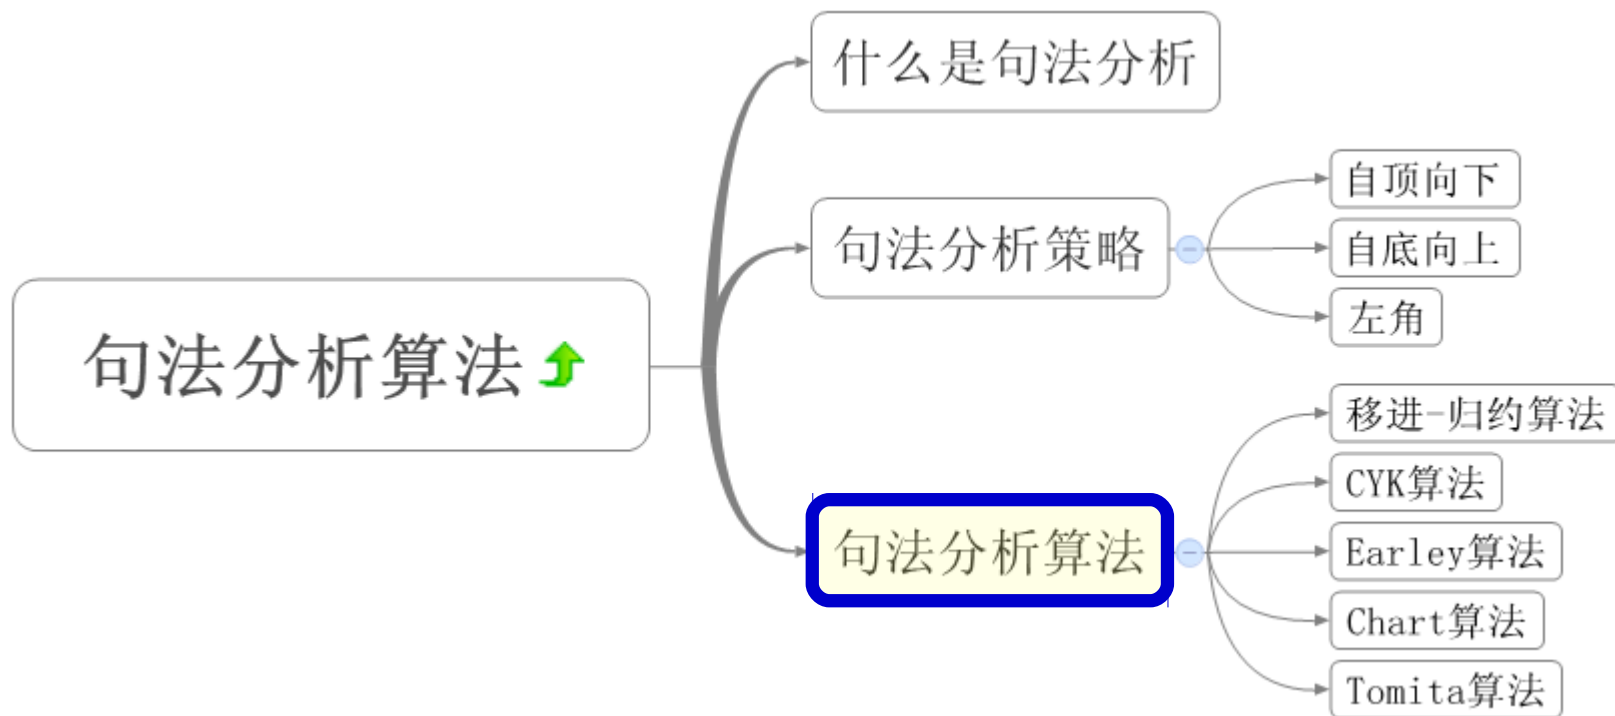 什么是句法分析
自顶向下
句法分析策略
自底向上
左角
句法分析算法
移进-归约算法
CYK算法
句法分析算法
Earley算法
Chart算法
Tomita算法